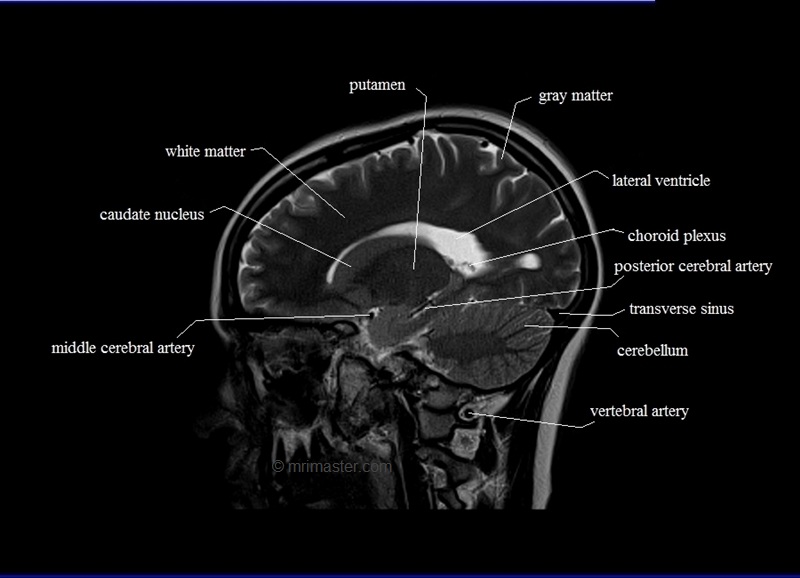 putamen
gray matter
white matter
lateral ventricle
caudate nucleus
choroid plexus
posterior cerebral artery
transverse sinus
middle cerebral artery
cerebellum
vertebral artery
© mrimaster.com